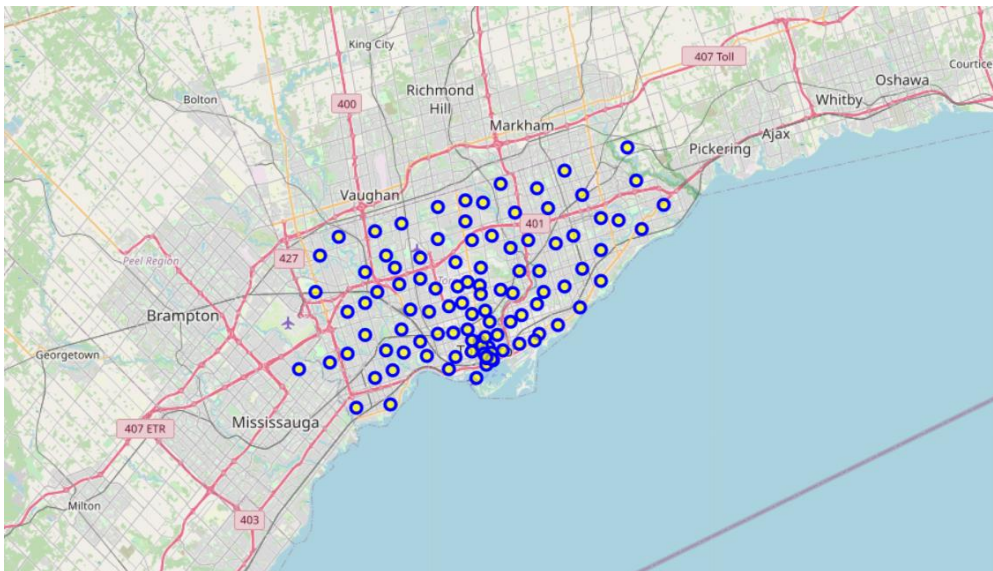 King City
407 Toll
Courtice
Oshawa
Richmond
Hill
Bolton
400
Whitby
Markham
Ajax
Pickering
Vaughan
401
427
Peel Region
Brampton
Georgetown
Mississauga
407 ETR
Milton
403